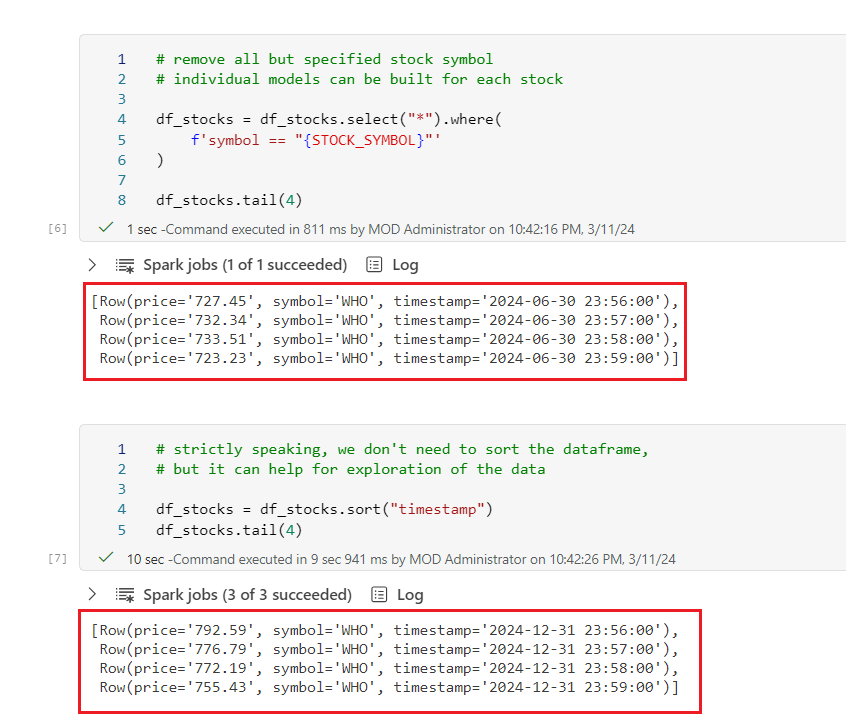 1 # remove all but specified stock symbol
2 # individual models can be built for each stock
3
4 df_stocks = df_stocks.select("*").where(
5     f'symbol == "{STOCK_SYMBOL}"'
6 )
7
8 df_stocks.tail(4)
[6] 1 sec -Command executed in 811 ms by MOD Administrator on 10:42:16 PM, 3/11/24
Spark jobs (1 of 1 succeeded) Log
[Row(price='727.45', symbol='WHO', timestamp='2024-06-30 23:56:00'),
 Row(price='732.34', symbol='WHO', timestamp='2024-06-30 23:57:00'),
 Row(price='733.51', symbol='WHO', timestamp='2024-06-30 23:58:00'),
 Row(price='723.23', symbol='WHO', timestamp='2024-06-30 23:59:00')]
1 # strictly speaking, we don't need to sort the dataframe,
2 # but it can help for exploration of the data
3
4 df_stocks = df_stocks.sort("timestamp")
5 df_stocks.tail(4)
[7] 10 sec -Command executed in 9 sec 941 ms by MOD Administrator on 10:42:26 PM, 3/11/24
Spark jobs (3 of 3 succeeded) Log
[Row(price='792.59', symbol='WHO', timestamp='2024-12-31 23:56:00'),
 Row(price='776.79', symbol='WHO', timestamp='2024-12-31 23:57:00'),
 Row(price='772.19', symbol='WHO', timestamp='2024-12-31 23:58:00'),
 Row(price='755.43', symbol='WHO', timestamp='2024-12-31 23:59:00')]